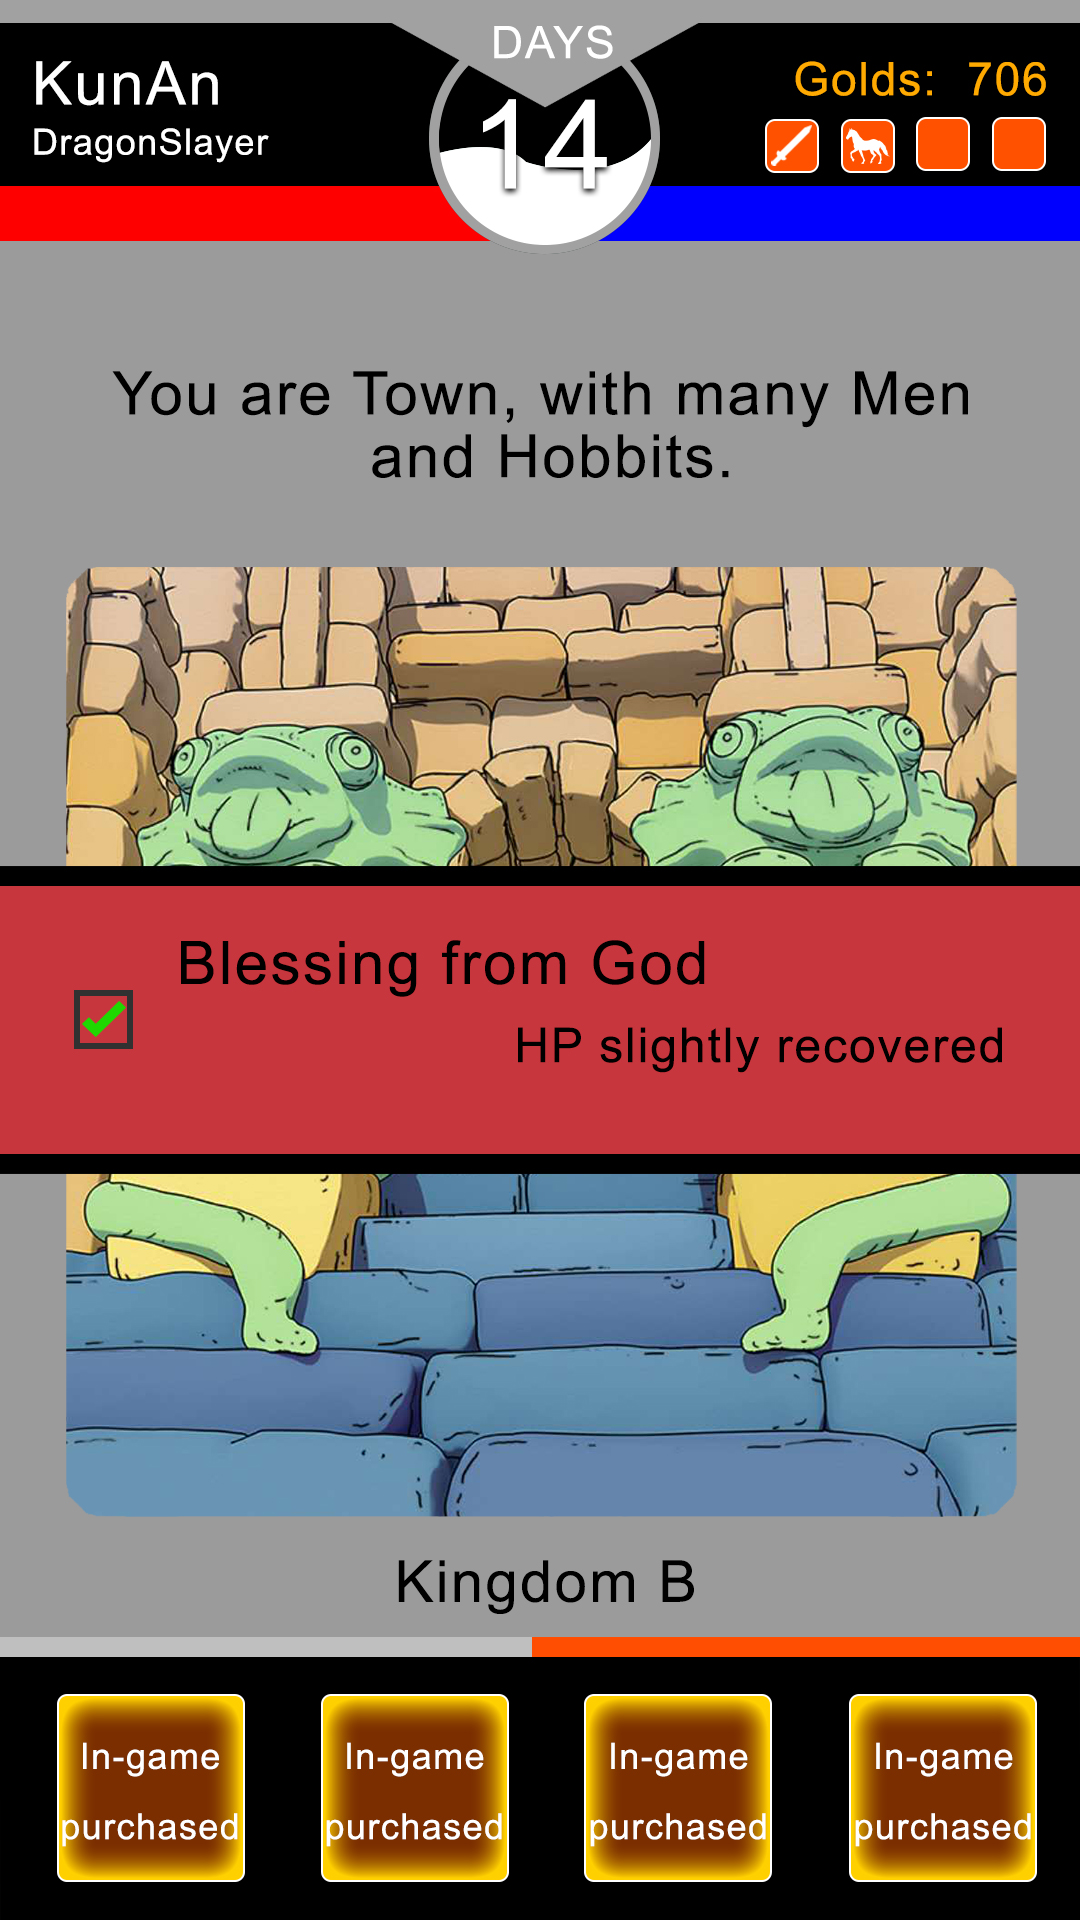 DAYS
KunAn
DragonSlayer
14
Golds: 706
You are Town, with many Men
and Hobbits.
Blessing from God
HP slightly recovered
Kingdom B
In-game
purchased
In-game
purchased
In-game
purchased
In-game
purchased